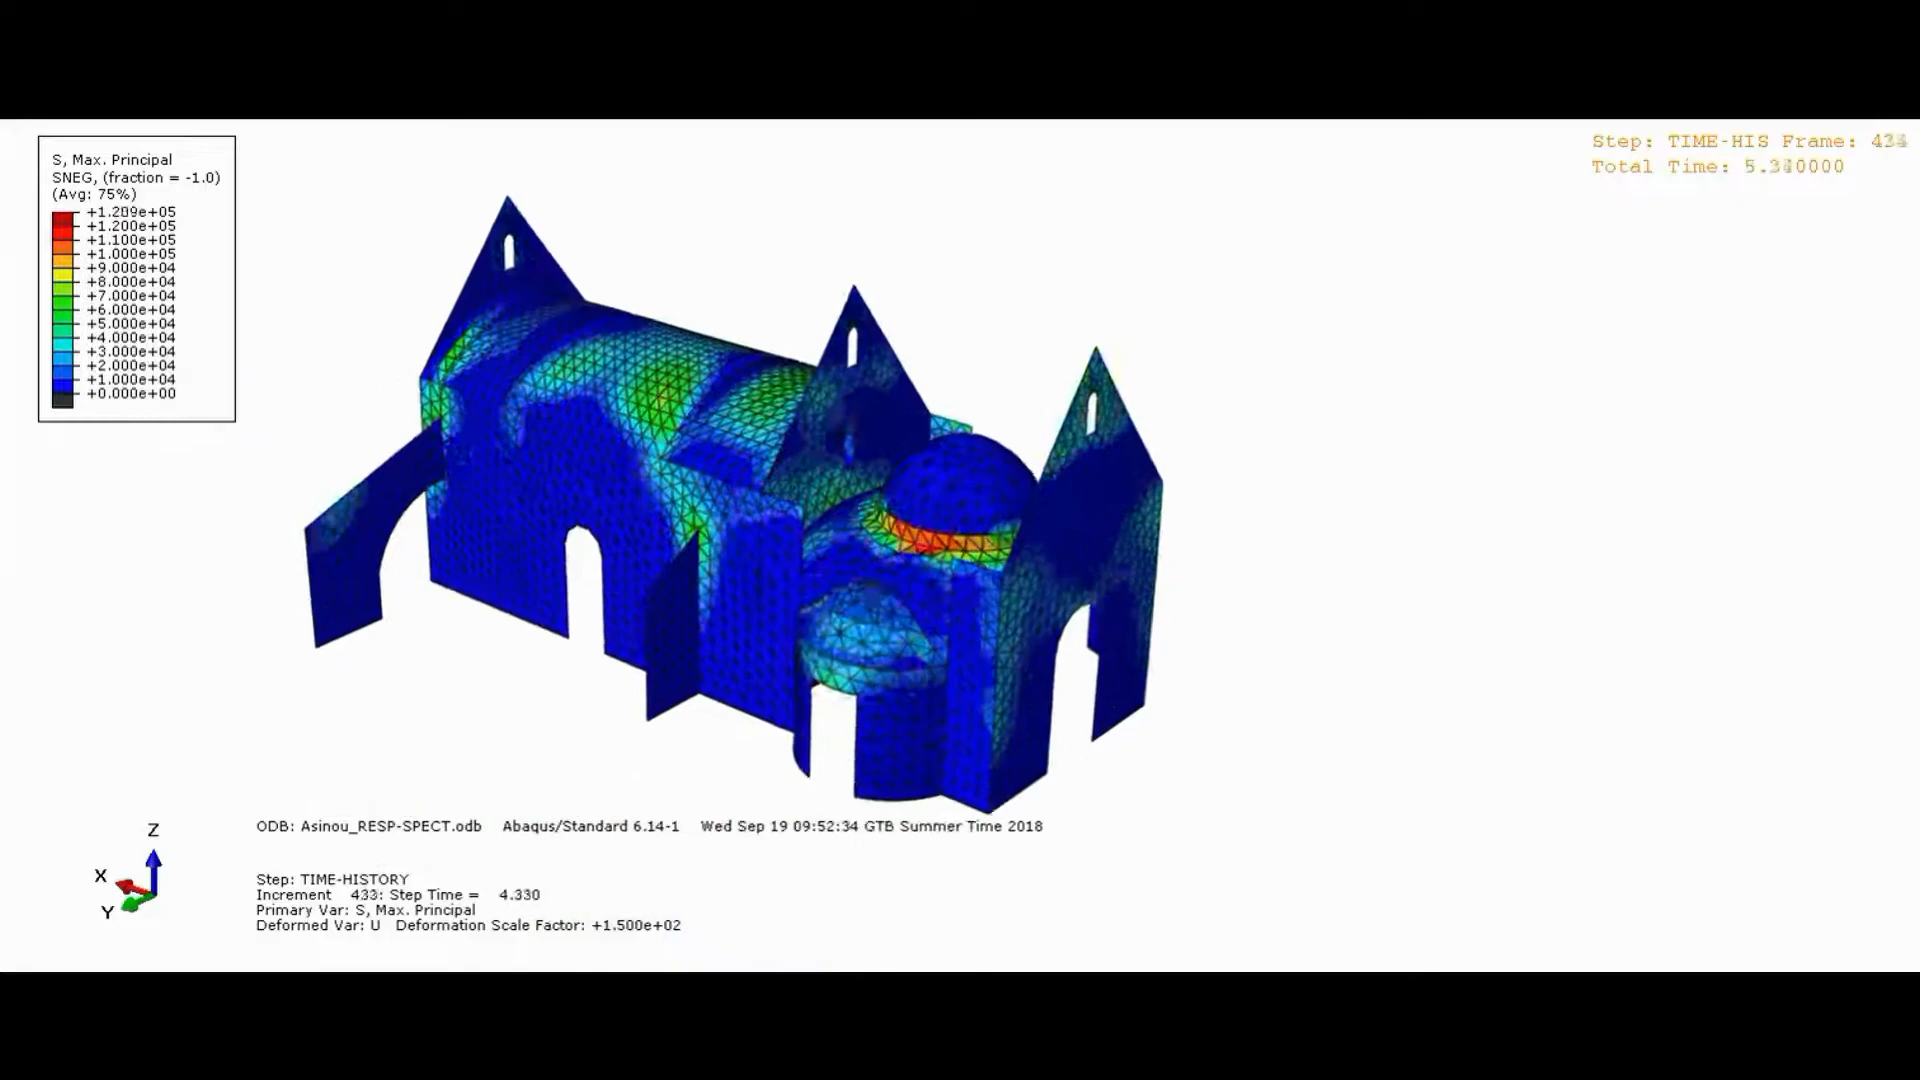 S, Max. Principal
SNEG, (fraction = -1.0)
(Avg: 75%)
+1.200e+05
+1.100e+05
+1.000e+05
+9.000e+04
+8.000e+04
+7.000e+04
+6.000e+04
+5.000e+04
+4.000e+04
+3.000e+04
+2.000e+04
+1.000e+04
+0.000e+00
Step: TIME-HIS Frame:
Total Time:
Z
X
Y
ODB: Asinou_RESP-SPECT.odb Abaqus/Standard 6.14-1 Wed Sep 19 09:52:34 GTB Summer Time 2018
Step: TIME-HISTORY
Increment 433: Step Time = 4.330
Primary Var: S, Max. Principal
Deformed Var: U Deformation Scale Factor: +1.500e+02